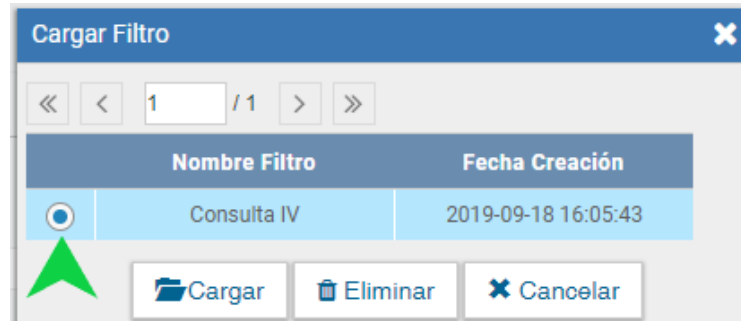 Cargar Filtro
1 / 1
Nombre Filtro Fecha Creación
Consulta IV 2019-09-18 16:05:43
Cargar Eliminar Cancelar